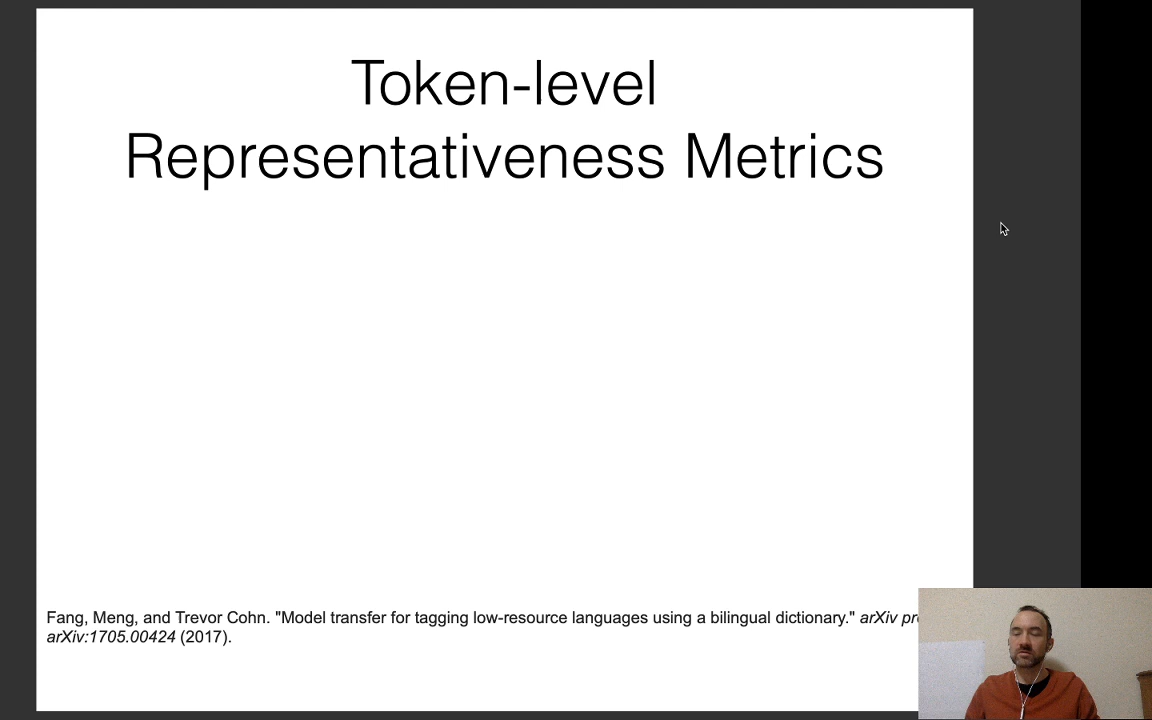 Token-level
Representativeness Metrics
Fang, Meng, and Trevor Cohn. "Model transfer for tagging low-resource languages using a bilingual dictionary." arXiv
arXiv:1705.00424 (2017).